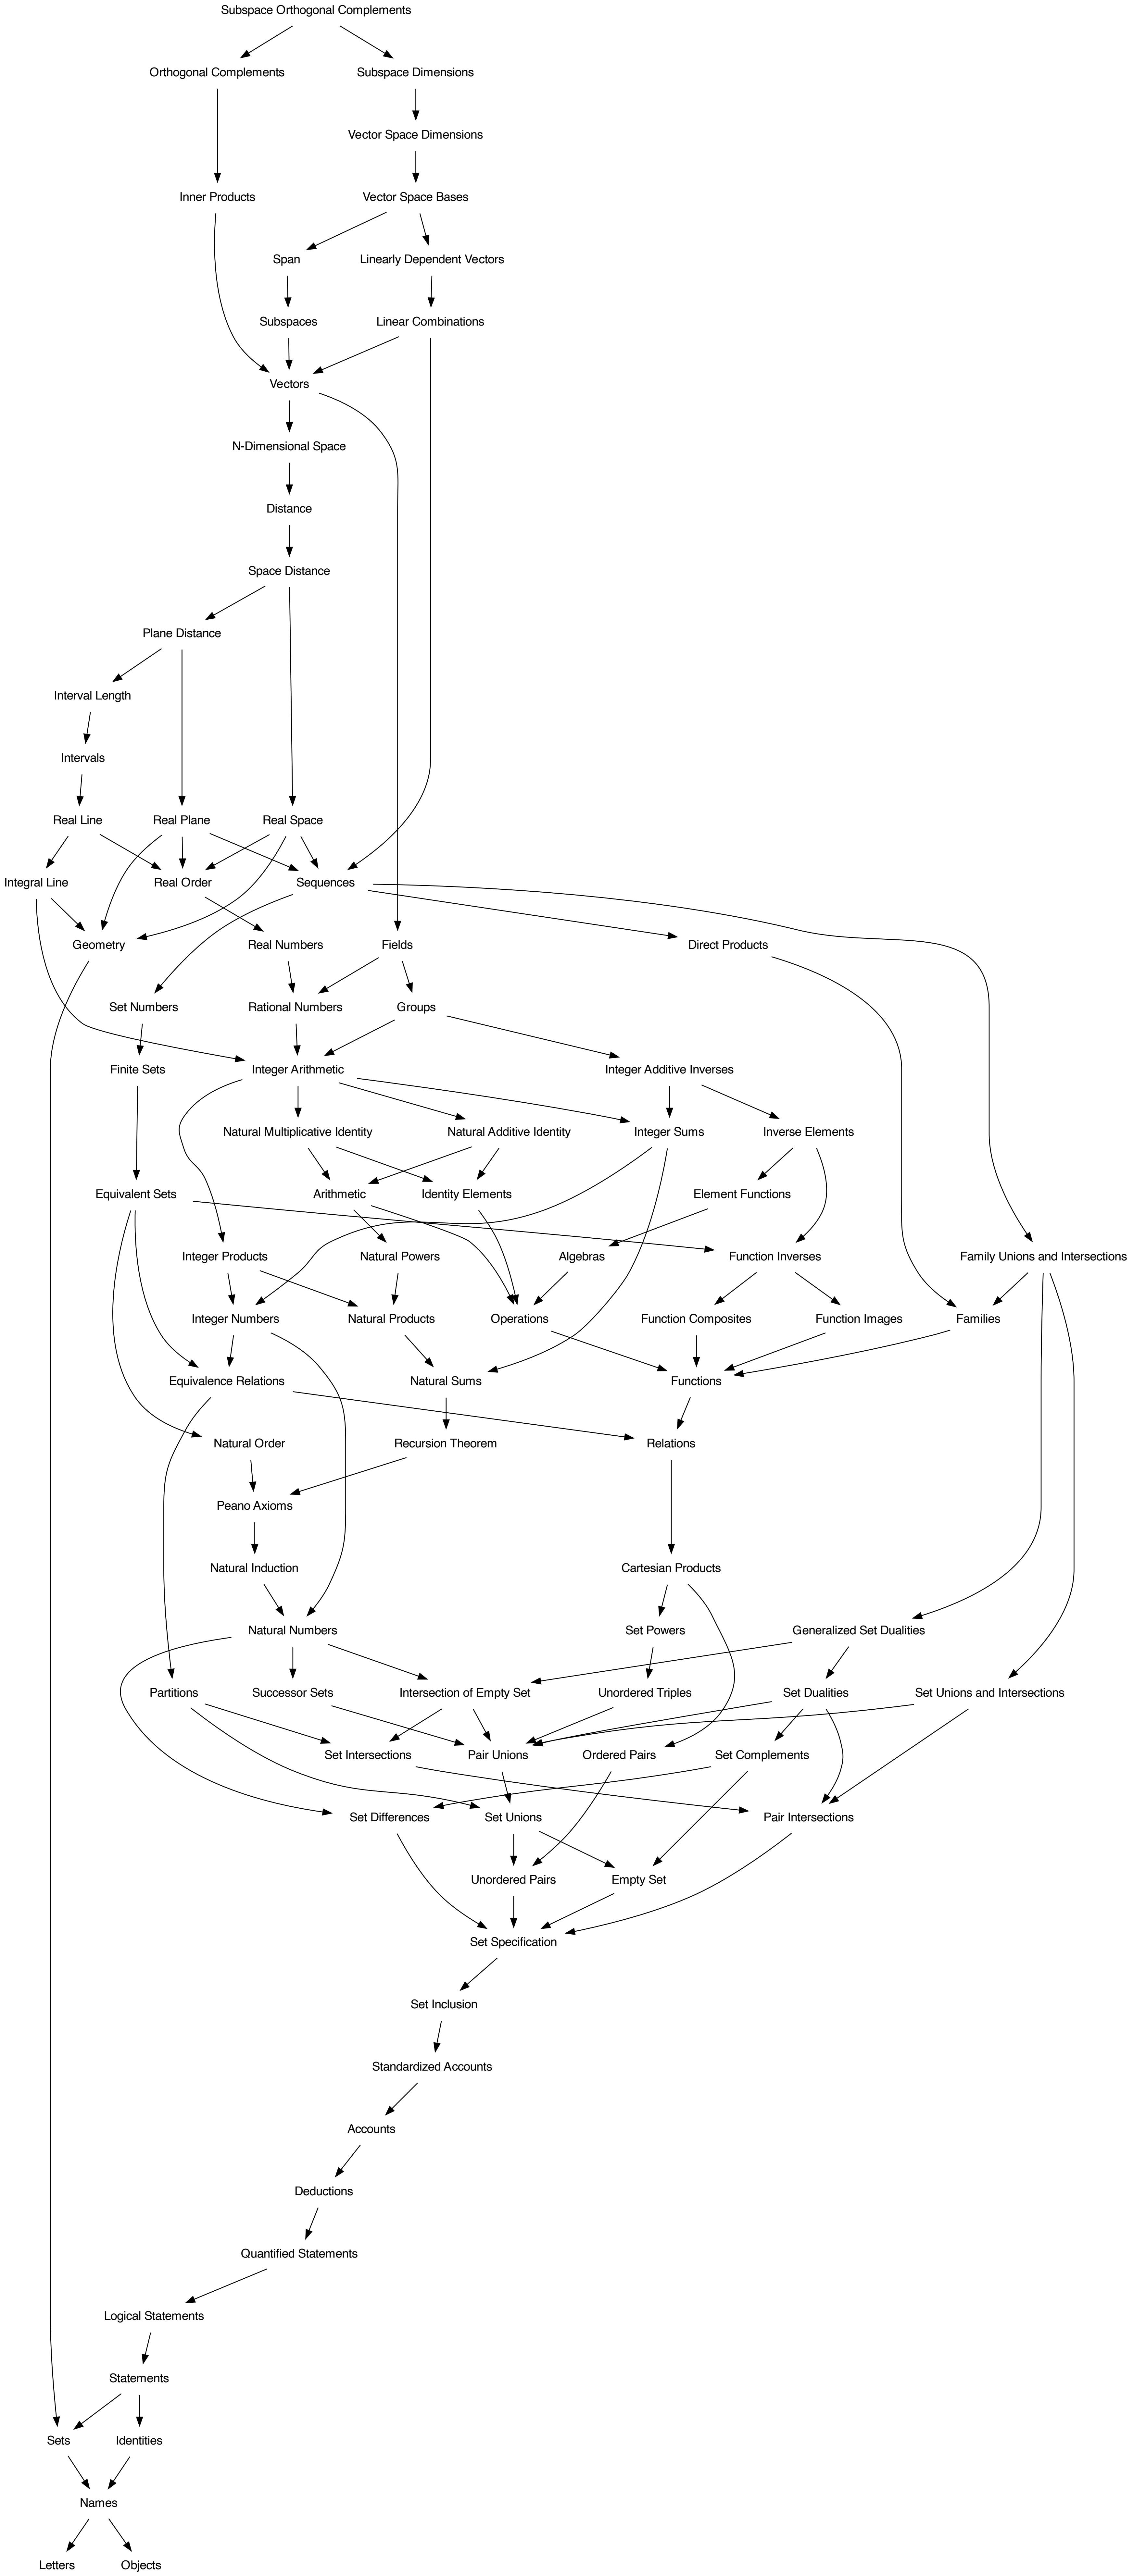 Subspace Orthogonal Complements
Orthogonal Complements
Subspace Dimensions
Vector Space Dimensions
Inner Products
Vector Space Bases
Span
Linearly Dependent Vectors
Subspaces
Linear Combinations
Vectors
N-Dimensional Space
Distance
Space Distance
Plane Distance
Interval Length
Intervals
Real Line
Real Plane
Real Space
Integral Line
Real Order
Sequences
Geometry
Real Numbers
Fields
Direct Products
Set Numbers
Rational Numbers
Groups
Finite Sets
Integer Arithmetic
Integer Additive Inverses
Natural Multiplicative Identity
Natural Additive Identity
Integer Sums
Inverse Elements
Equivalent Sets
Arithmetic
Identity Elements
Element Functions
Integer Products
Natural Powers
Algebras
Function Inverses
Family Unions and Intersections
Integer Numbers
Natural Products
Operations
Function Composites
Function Images
Families
Equivalence Relations
Natural Sums
Functions
Natural Order
Recursion Theorem
Relations
Peano Axioms
Natural Induction
Cartesian Products
Natural Numbers
Set Powers
Generalized Set Dualities
Partitions
Successor Sets
Intersection of Empty Set
Unordered Triples
Set Dualities
Set Unions and Intersections
Set Intersections
Pair Unions
Ordered Pairs
Set Complements
Set Differences
Set Unions
Pair Intersections
Unordered Pairs
Empty Set
Set Specification
Set Inclusion
Standardized Accounts
Accounts
Deductions
Quantified Statements
Logical Statements
Statements
Sets
Identities
Names
Letters
Objects